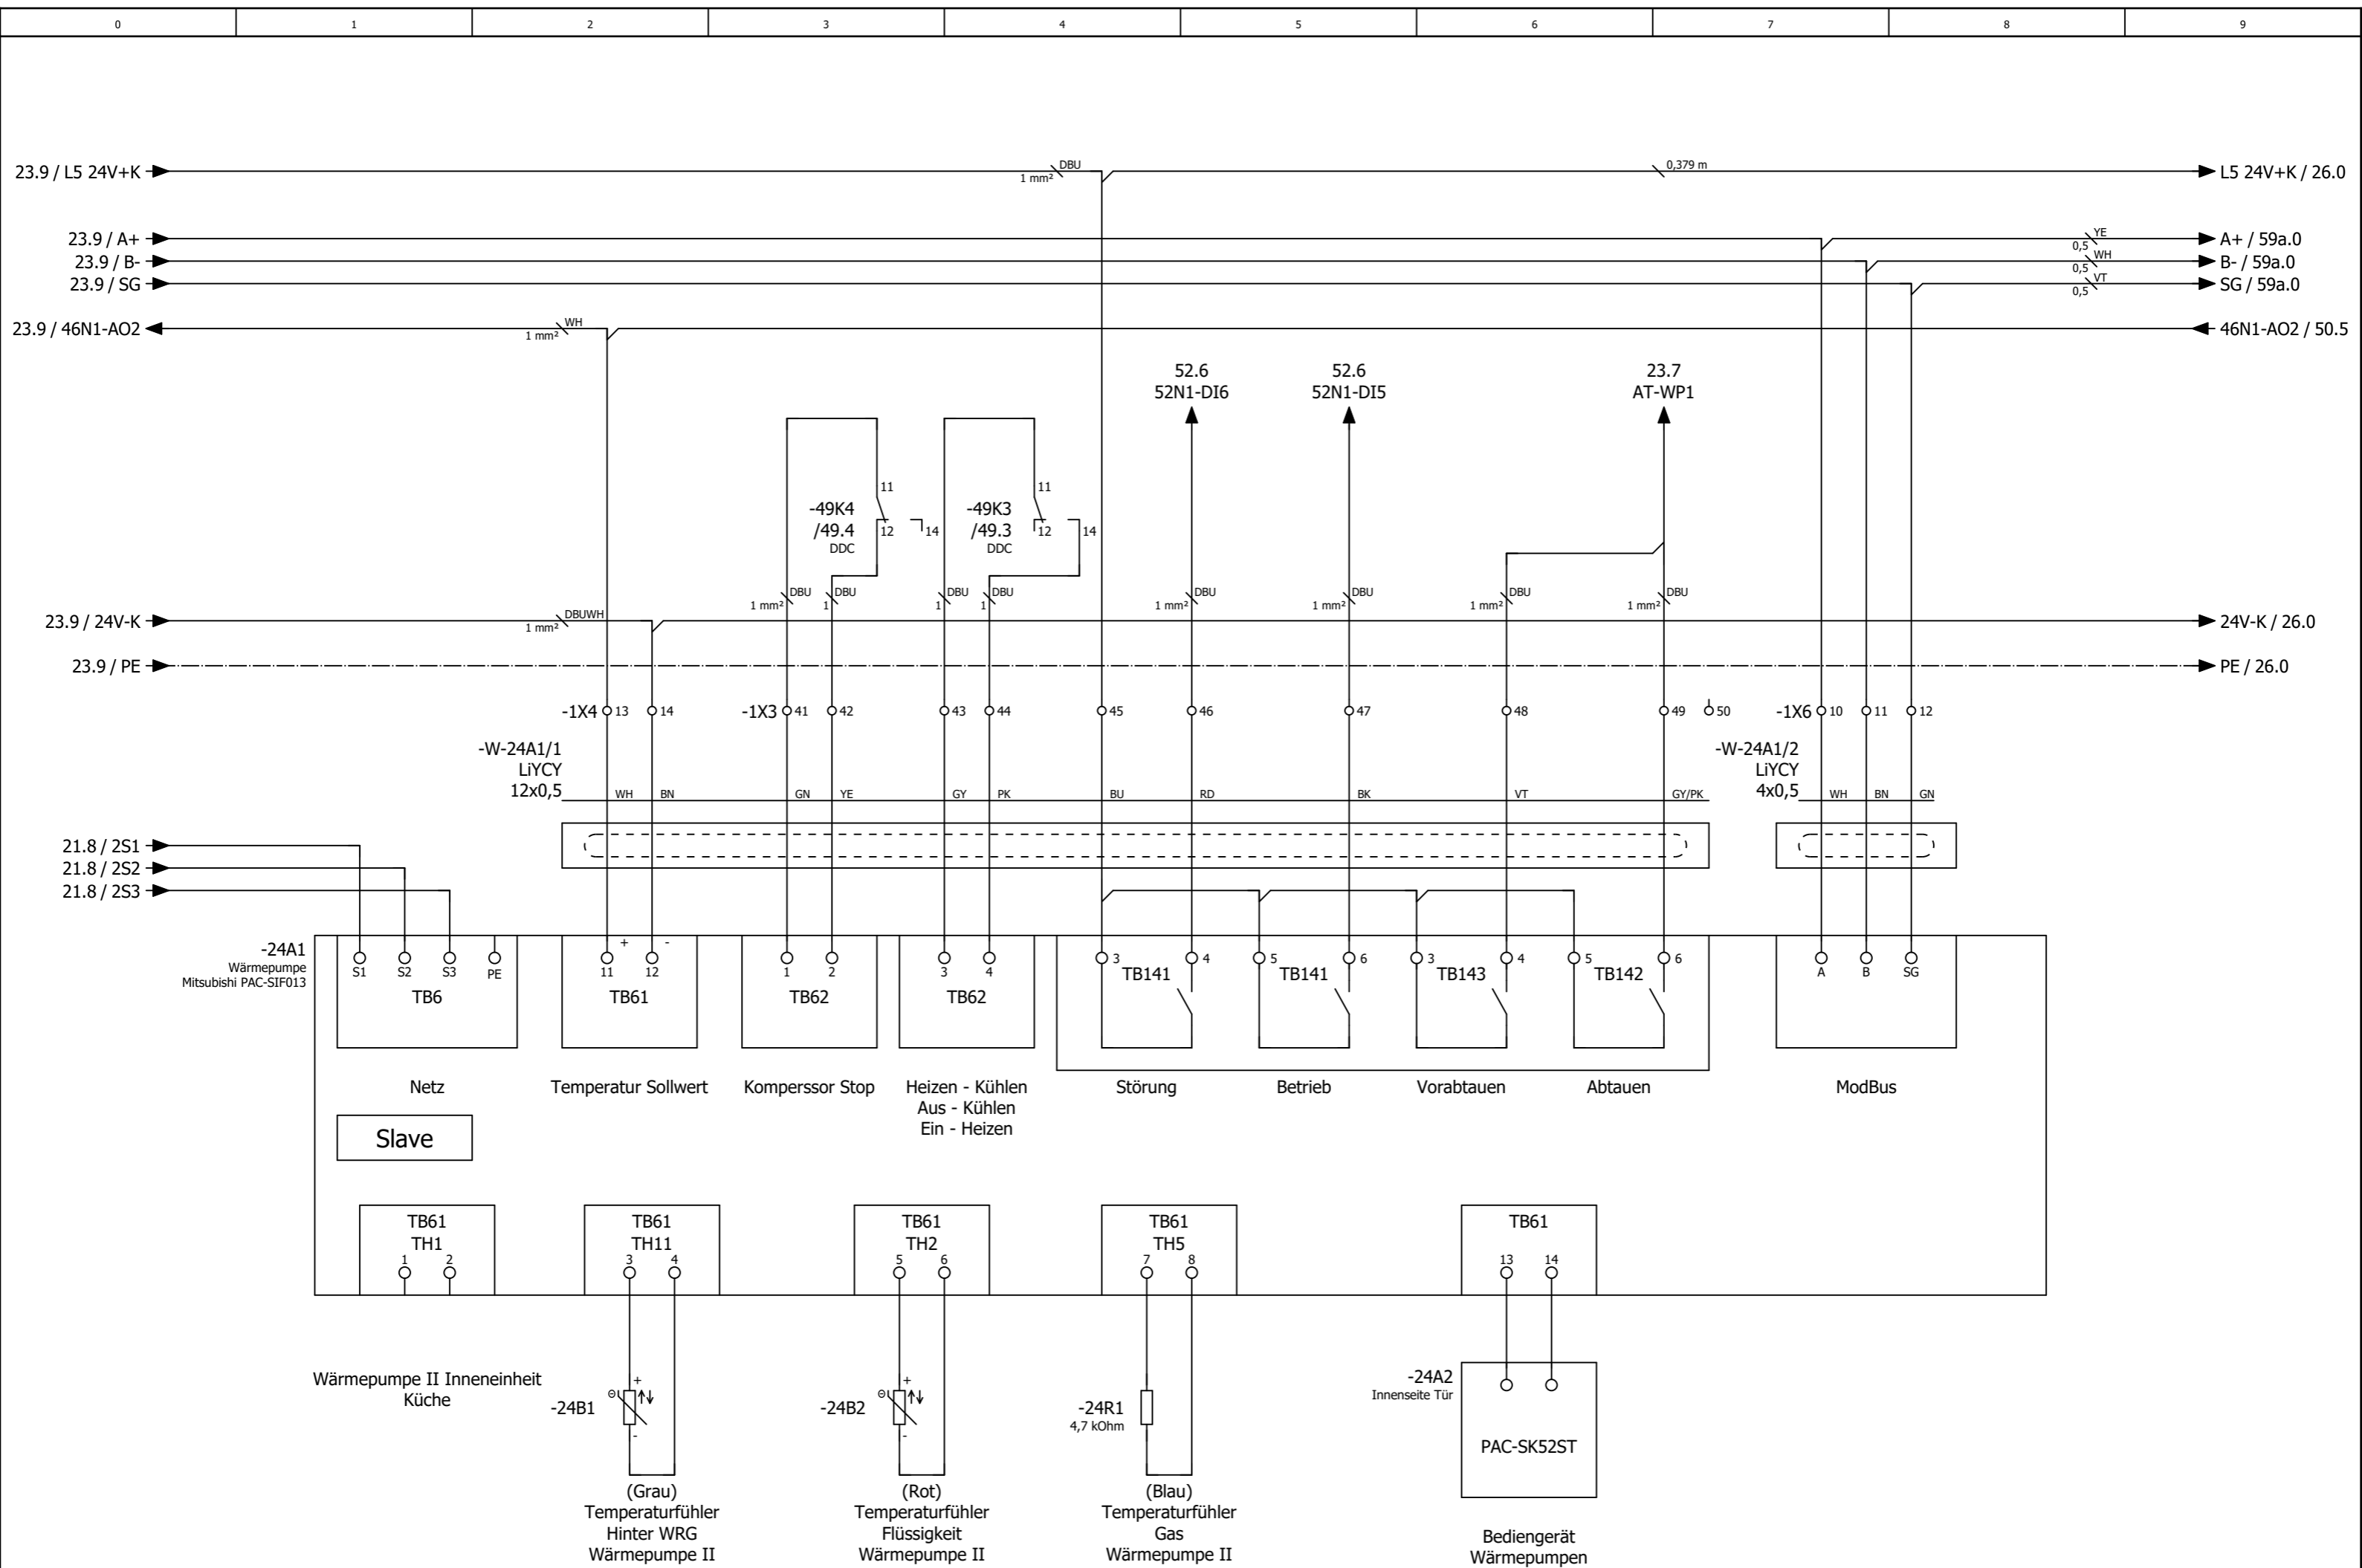 0 1 2 3 4 5 6 7 8 9
23.9 / L5 24V+K
DBU
1 mm²
0,379 m
L5 24V+K / 26.0
23.9 / A+
YE
0,5
A+ / 59a.0
23.9 / B-
WH
0,5
B- / 59a.0
23.9 / SG
VT
0,5
SG / 59a.0
23.9 / 46N1-AO2
WH
1 mm²
46N1-AO2 / 50.5
52.6
52N1-DI6
52.6
52N1-DI5
23.7
AT-WP1
-49K4
/49.4
DDC
11
12
14
-49K3
/49.3
DDC
11
12
14
DBU
1 mm²
DBU
1
DBU
1
DBU
1
DBU
1 mm²
DBU
1 mm²
DBU
1 mm²
DBU
1 mm²
23.9 / 24V-K
DBUWH
1 mm²
24V-K / 26.0
23.9 / PE
PE / 26.0
-1X4 13 14
-1X3 41 42 43 44 45 46 47 48 49 50
-1X6 10 11 12
-W-24A1/1
LiYCY
12x0,5
WH BN GN YE GY PK BU RD BK VT GY/PK
-W-24A1/2
LiYCY
4x0,5
WH BN GN
21.8 / 2S1
21.8 / 2S2
21.8 / 2S3
-24A1
Wärmepumpe
Mitsubishi PAC-SIF013
S1 S2 S3 PE
TB6
Netz
+ -
11 12
TB61
Temperatur Sollwert
1 2
TB62
Komperssor Stop
3 4
TB62
Heizen - Kühlen
Aus - Kühlen
Ein - Heizen
3 4
TB141
Störung
5 6
TB141
Betrieb
3 4
TB143
Vorabtauen
5 6
TB142
Abtauen
A B SG
ModBus
Slave
TB61
TH1
1 2
TB61
TH11
3 4
TB61
TH2
5 6
TB61
TH5
7 8
TB61
13 14
Wärmepumpe II Inneneinheit
Küche
-24B1
+
-
(Grau)
Temperaturfühler
Hinter WRG
Wärmepumpe II
-24B2
+
-
(Rot)
Temperaturfühler
Flüssigkeit
Wärmepumpe II
-24R1
4,7 kOhm
(Blau)
Temperaturfühler
Gas
Wärmepumpe II
-24A2
Innenseite Tür
PAC-SK52ST
Bediengerät
Wärmepumpen